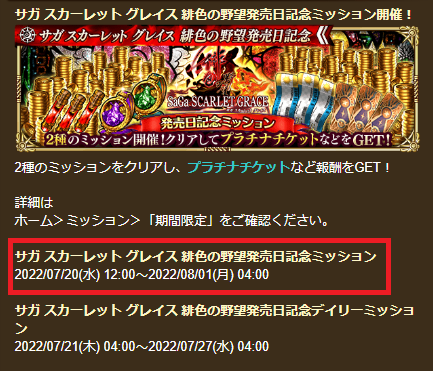 サガ スカーレット グレイス 緋色の野望発売日記念ミッション開催！
サガ スカーレット グレイス 緋色の野望発売日記念
SaGa SCARLET GRACE
発売日記念ミッション
2種のミッション開催！クリアしてプラチナチケットなどをGET！
2種のミッションをクリアし、プラチナチケットなど報酬をGET！
詳細は
ホーム＞ミッション＞「期間限定」をご確認ください。
サガ スカーレット グレイス 緋色の野望発売日記念ミッション
2022/07/20(水) 12:00～2022/08/01(月) 04:00
サガ スカーレット グレイス 緋色の野望発売日記念デイリーミッショ
ン
2022/07/21(木) 04:00～2022/07/27(水) 04:00